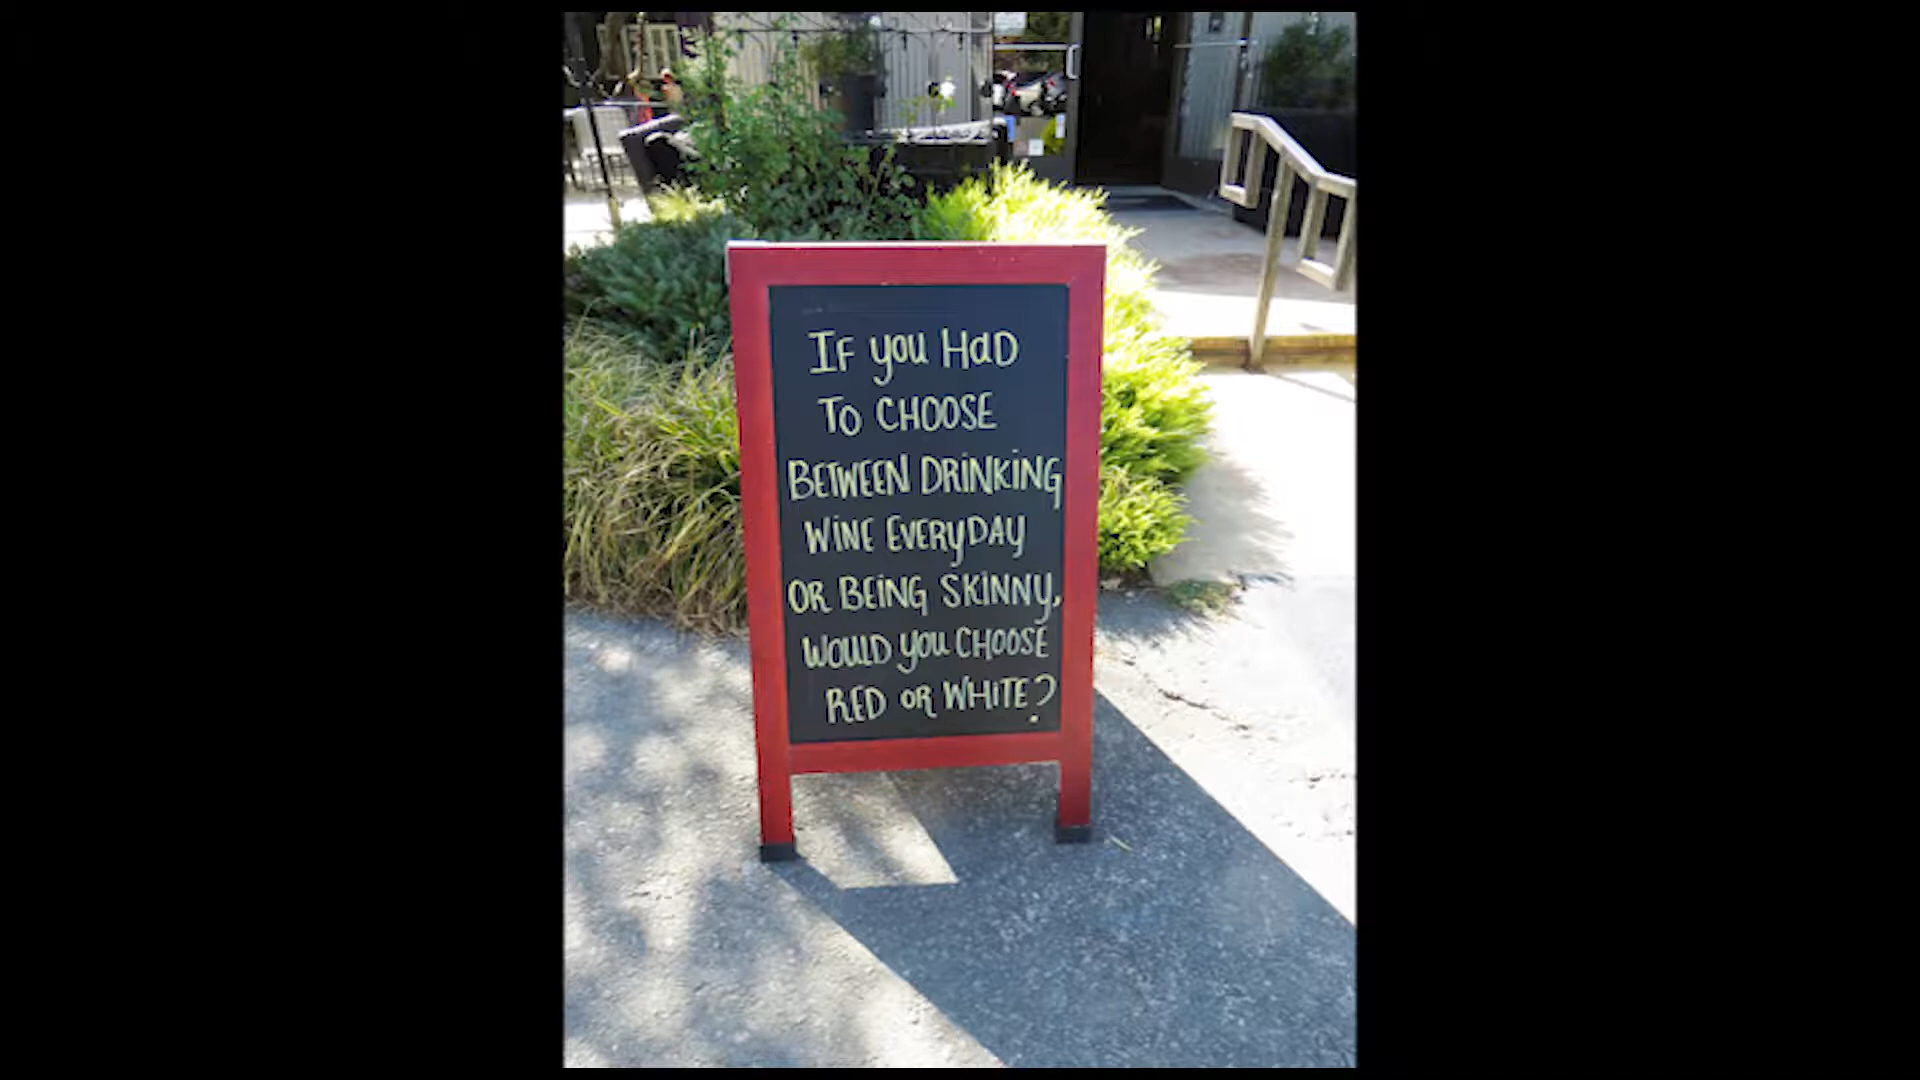 IF you HaD
TO CHOOSE
BETWEEN DRiNKiNG
WiNE EVERyDAY
OR BEiNG SKiNNY,
WOULD you CHOOSE
RED OR WHiTE?